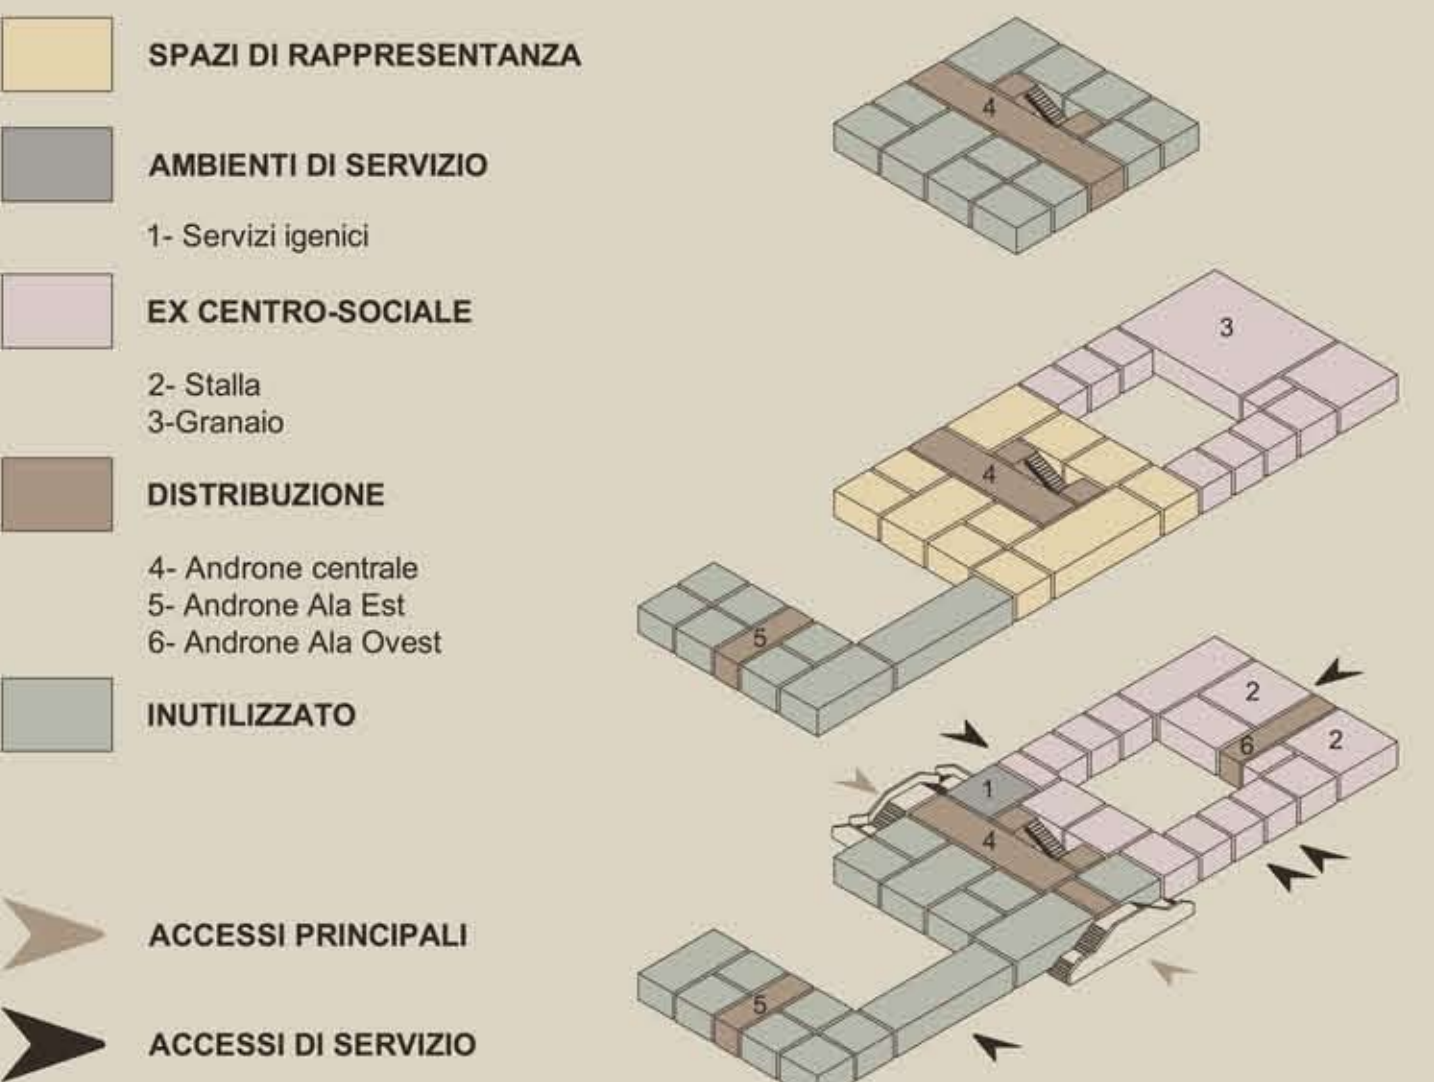 SPAZI DI RAPPRESENTANZA
AMBIENTI DI SERVIZIO
1- Servizi igenici
EX CENTRO-SOCIALE
2- Stalla
3-Granaio
DISTRIBUZIONE
4- Androne centrale
5- Androne Ala Est
6- Androne Ala Ovest
INUTILIZZATO
ACCESSI PRINCIPALI
ACCESSI DI SERVIZIO
4
3
4
5
2
6
2
1
4
5